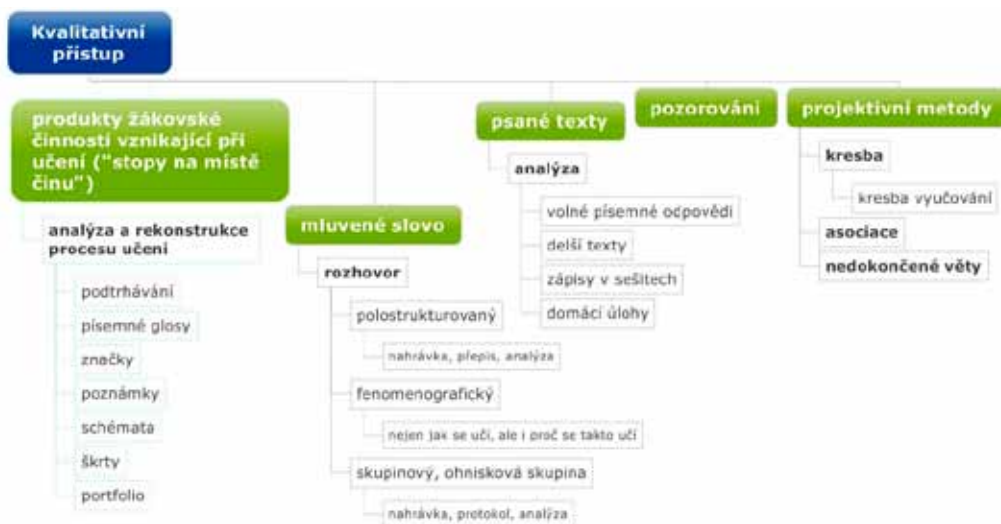 Kvalitativní
přístup
produkty žákovské
činnosti vznikající při
učení ("stopy na místě
činu")
analýza a rekonstrukce
procesu učení
podtrhávání
písemné glosy
značky
poznámky
schémata
škrty
portfolio
mluvené slovo
rozhovor
polostrukturovaný
nahrávka, přepis, analýza
fenomenografický
nejen jak se učí, ale i proč se takto učí
skupinový, ohnisková skupina
nahrávka, protokol, analýza
psané texty
analýza
volné písemné odpovědi
delší texty
zápisy v sešitech
domácí úlohy
pozorování
projektivní metody
kresba
kresba vyučování
asociace
nedokončené věty